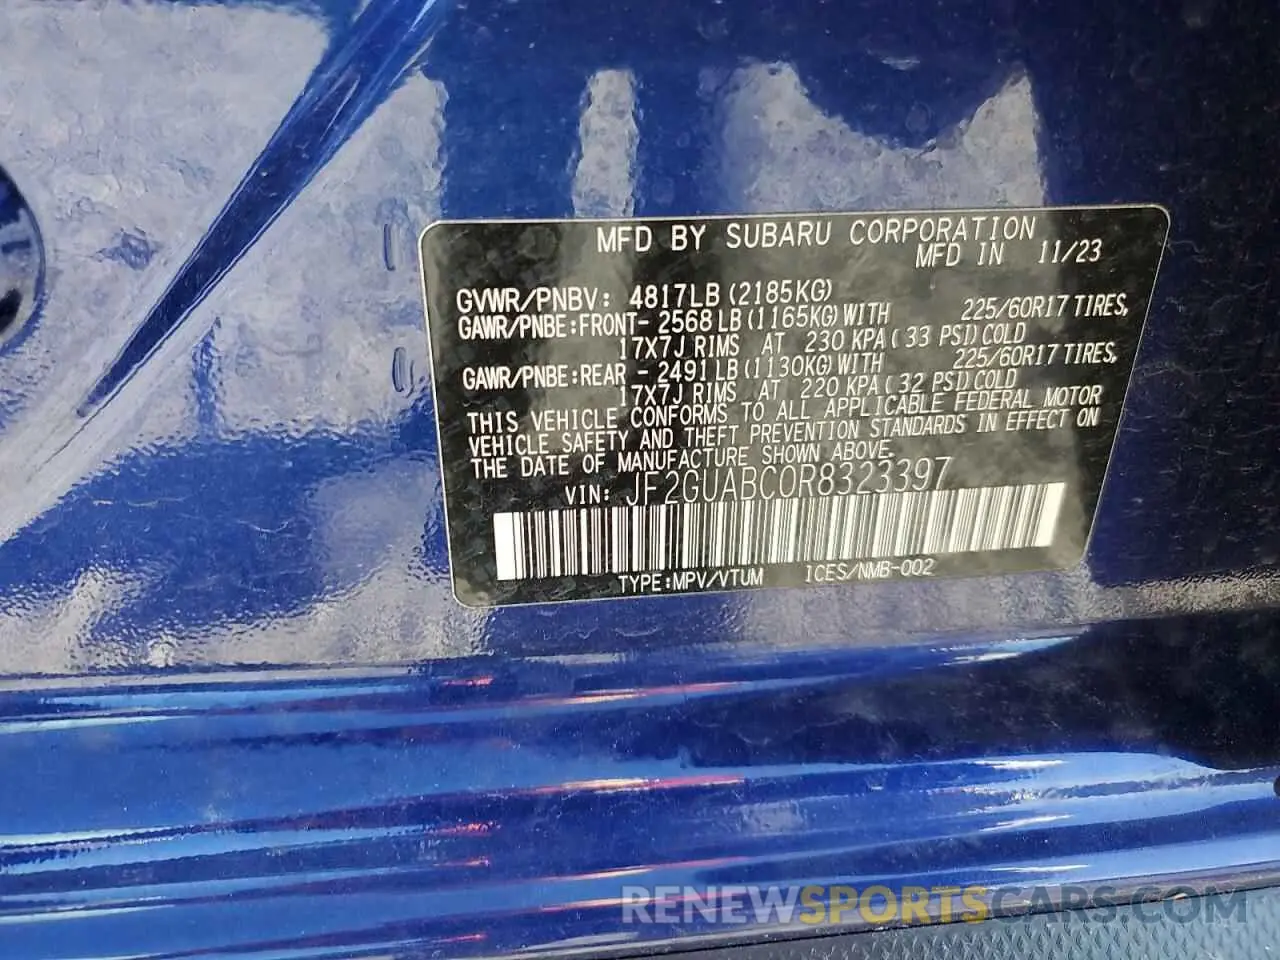 MFD BY SUBARU CORPORATION
MFD IN 11/23
GVWR/PNBV: 4817LB (2185KG)
GAWR/PNBE:FRONT- 2568LB (1165KG) WITH 225/60R17 TIRES,
17X7J RIMS AT 230 KPA ( 33 PSI) COLD
GAWR/PNBE:REAR - 2491LB (1130KG) WITH 225/60R17 TIRES,
17X7J RIMS AT 220 KPA ( 32 PSI) COLD
THIS VEHICLE CONFORMS TO ALL APPLICABLE FEDERAL MOTOR
VEHICLE SAFETY AND THEFT PREVENTION STANDARDS IN EFFECT ON
THE DATE OF MANUFACTURE SHOWN ABOVE.
VIN: JF2GUABC0R8323397
TYPE:MPV/VTUM ICES/NMB-002
RENEWSPORTSCARS.COM